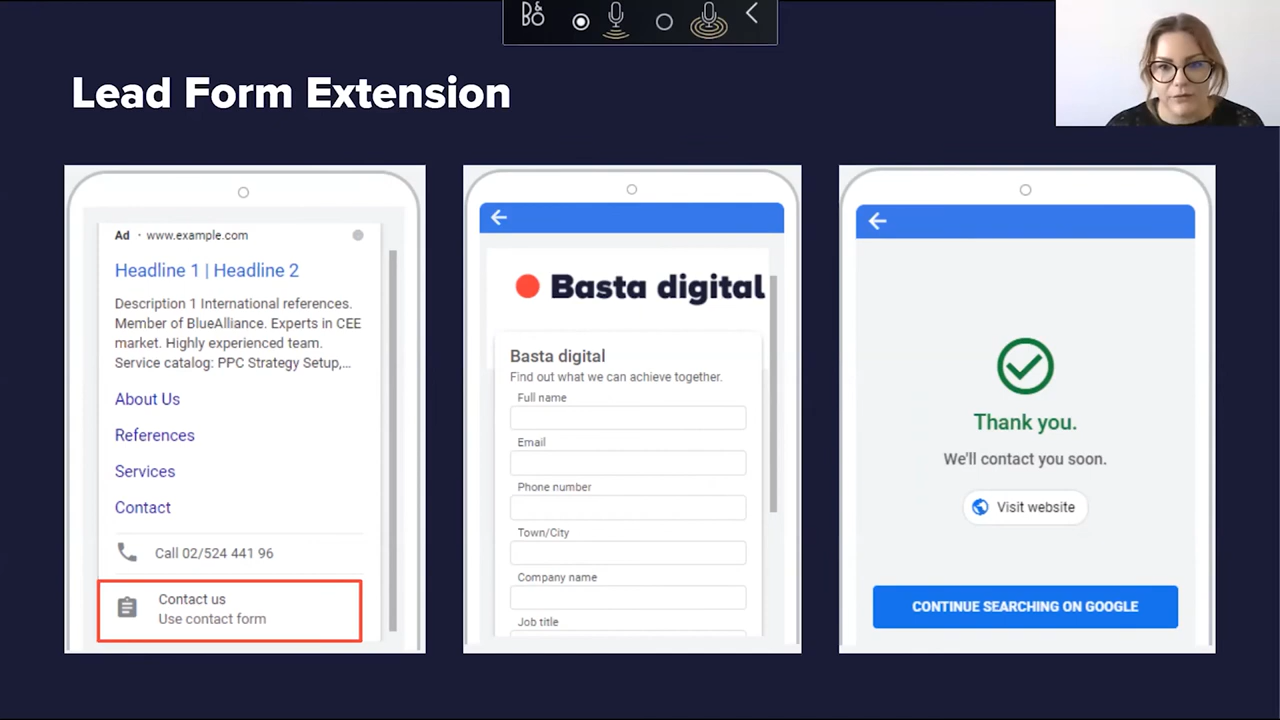 B&O
Lead Form Extension
Ad · www.example.com
Headline 1 | Headline 2
Description 1 International references.
Member of BlueAlliance. Experts in CEE
market. Highly experienced team.
Service catalog: PPC Strategy Setup,...
About Us
References
Services
Contact
Call 02/524 441 96
Contact us
Use contact form
Basta digital
Basta digital
Find out what we can achieve together.
Full name
Email
Phone number
Town/City
Company name
Job title
Thank you.
We'll contact you soon.
Visit website
CONTINUE SEARCHING ON GOOGLE